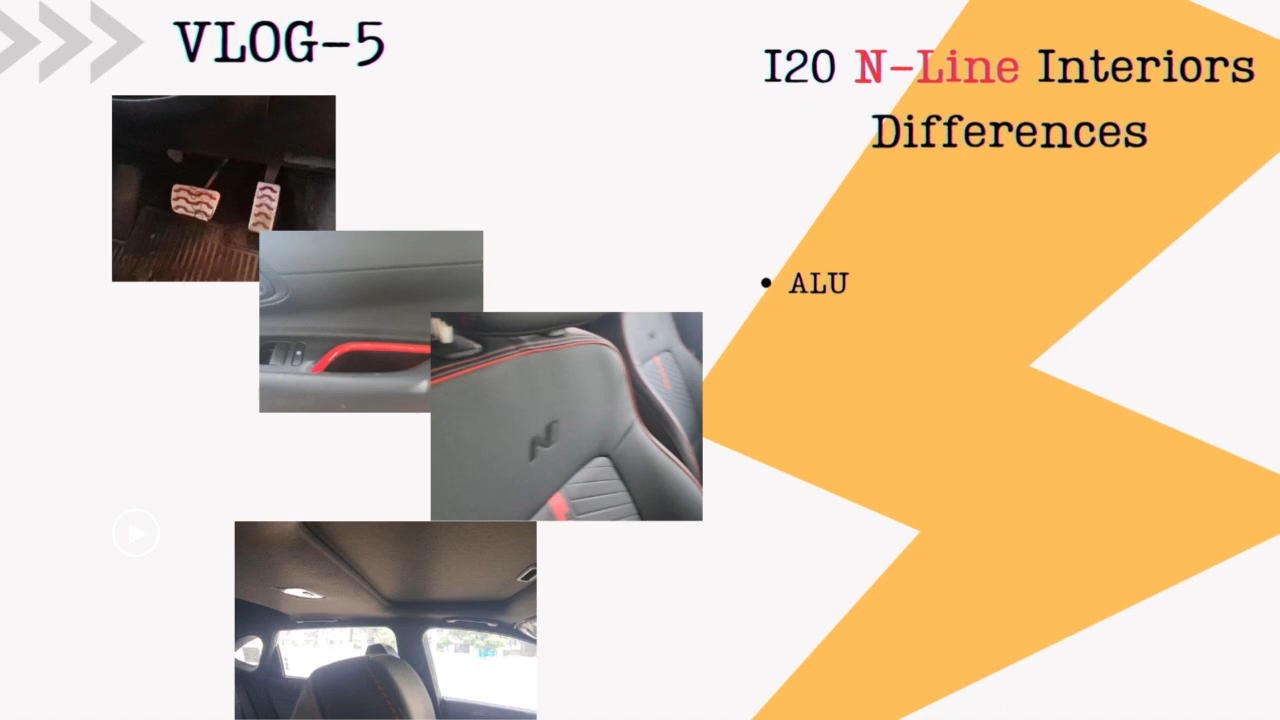 VLOG-5
I20 N-Line Interiors
Differences
• ALU
N